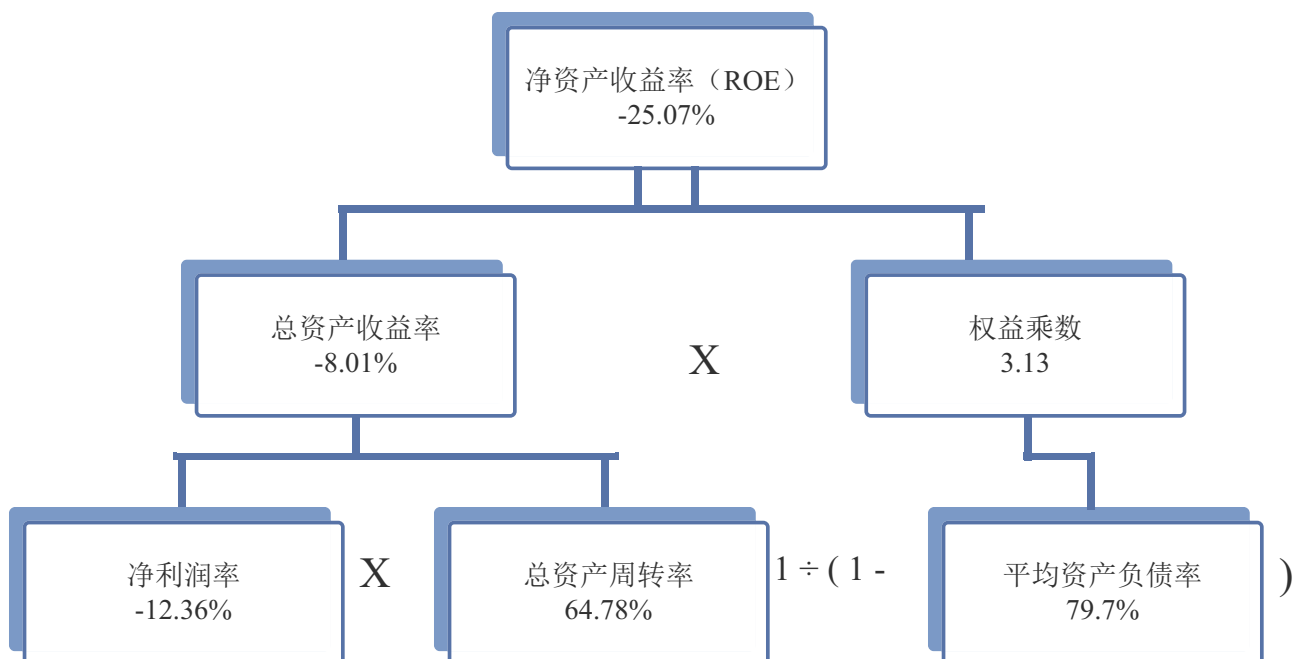 净资产收益率（ROE）
-25.07%
总资产收益率
-8.01%
X
权益乘数
3.13
净利润率
-12.36%
X
总资产周转率
64.78%
1 ÷ ( 1 -
平均资产负债率
79.7%
)